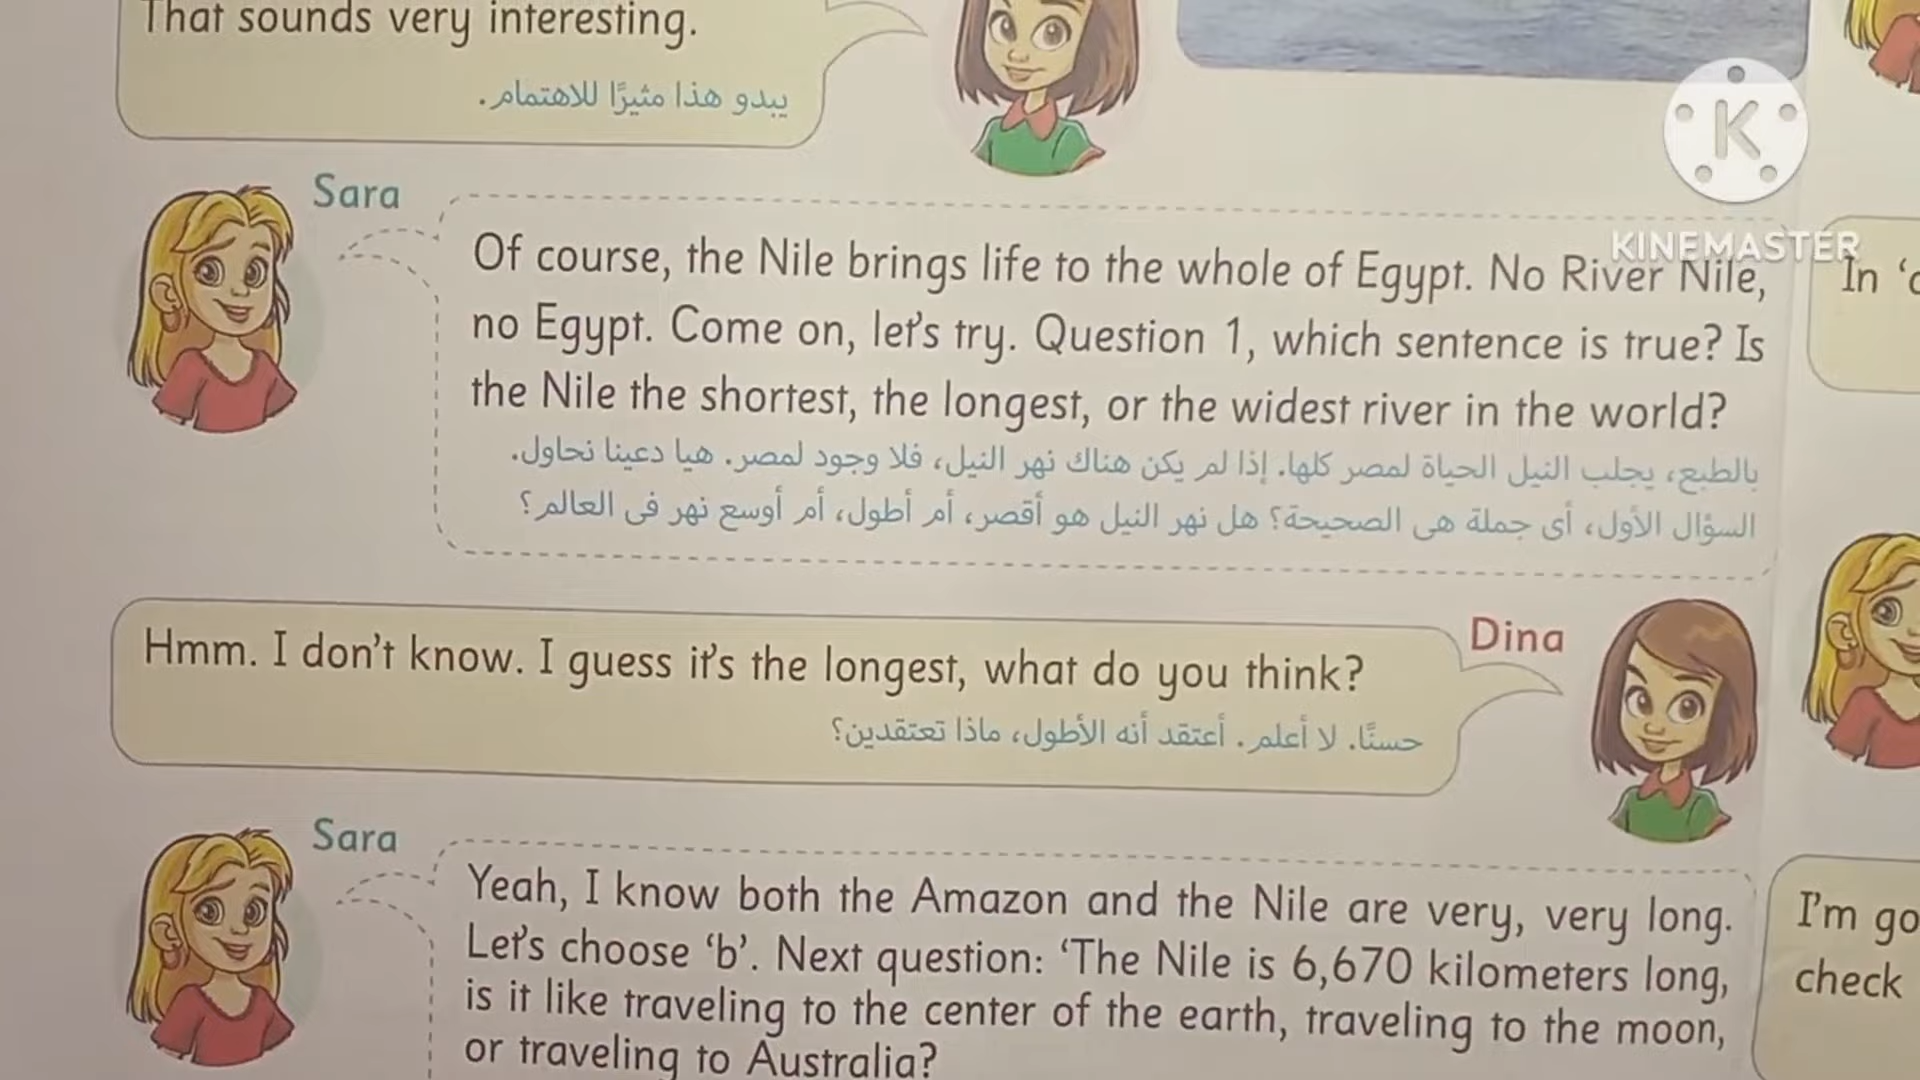 That sounds very interesting.
يبدو هذا مثيرًا للاهتمام.
K
KINEMASTER
Sara
Of course, the Nile brings life to the whole of Egypt. No River Nile,
no Egypt. Come on, let's try. Question 1, which sentence is true? Is
the Nile the shortest, the longest, or the widest river in the world?
بالطبع، يجلب النيل الحياة لمصر كلها. إذا لم يكن هناك نهر النيل، فلا وجود لمصر. هيا دعينا نحاول.
السؤال الأول، أى جملة هى الصحيحة؟ هل نهر النيل هو أقصر، أم أطول، أم أوسع نهر فى العالم؟
Dina
Hmm. I don't know. I guess it's the longest, what do you think?
حسنًا. لا أعلم. أعتقد أنه الأطول، ماذا تعتقدين؟
Sara
Yeah, I know both the Amazon and the Nile are very, very long.
Let's choose ‘b’. Next question: ‘The Nile is 6,670 kilometers long,
is it like traveling to the center of the earth, traveling to the moon,
or traveling to Australia?
In
I'm go
check